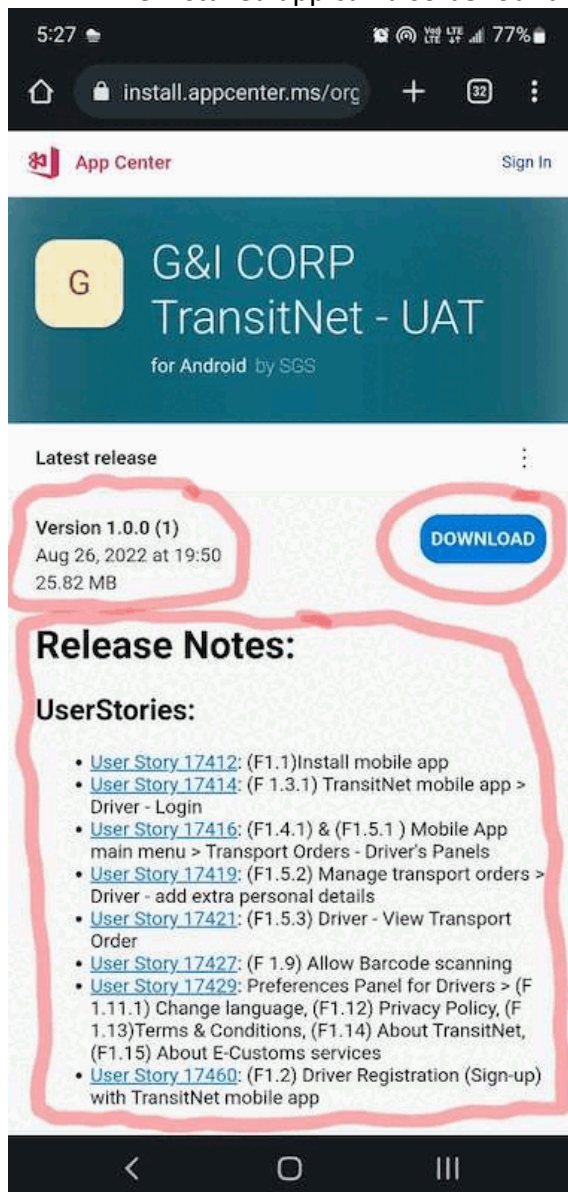 5:27
77%
install.appcenter.ms/org
32
App Center
Sign In
G
G&I CORP
TransitNet - UAT
for Android by SGS
Latest release
Version 1.0.0 (1)
Aug 26, 2022 at 19:50
25.82 MB
DOWNLOAD
Release Notes:
UserStories:
• User Story 17412: (F1.1)Install mobile app
• User Story 17414: (F 1.3.1) TransitNet mobile app >
Driver - Login
• User Story 17416: (F1.4.1) & (F1.5.1 ) Mobile App
main menu > Transport Orders - Driver's Panels
• User Story 17419: (F1.5.2) Manage transport orders >
Driver - add extra personal details
• User Story 17421: (F1.5.3) Driver - View Transport
Order
• User Story 17427: (F 1.9) Allow Barcode scanning
• User Story 17429: Preferences Panel for Drivers > (F
1.11.1) Change language, (F1.12) Privacy Policy, (F
1.13)Terms & Conditions, (F1.14) About TransitNet,
(F1.15) About E-Customs services
• User Story 17460: (F1.2) Driver Registration (Sign-up)
with TransitNet mobile app